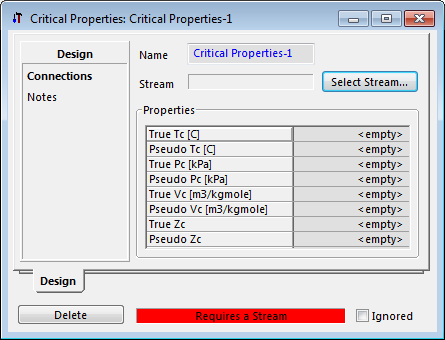 Critical Properties: Critical Properties-1
Design
Connections
Notes
Name Critical Properties-1
Stream Select Stream...
Properties
True Tc [C] <empty>
Pseudo Tc [C] <empty>
True Pc [kPa] <empty>
Pseudo Pc [kPa] <empty>
True Vc [m3/kgmole] <empty>
Pseudo Vc [m3/kgmole] <empty>
True Zc <empty>
Pseudo Zc <empty>
Design
Delete Requires a Stream Ignored